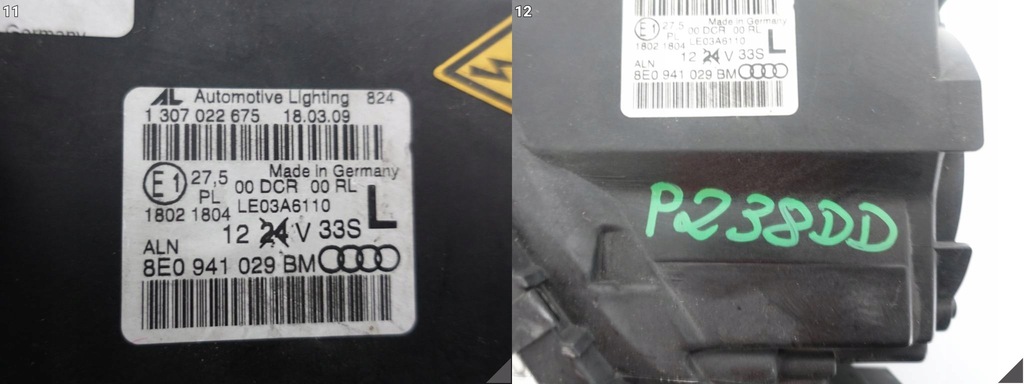 11
Germany
AL Automotive Lighting 824
1 307 022 675 18.03.09
Made in Germany
E1 27,5 00 DCR 00 RL
PL
1802 1804 LE03A6110 L
12 24 V 33S
ALN
8E0 941 029 BM
12
Made in Germany
E1 27,5 00 DCR 00 RL
PL
1802 1804 LE03A6110 L
12 24 V 33S
ALN
8E0 941 029 BM
P238DD